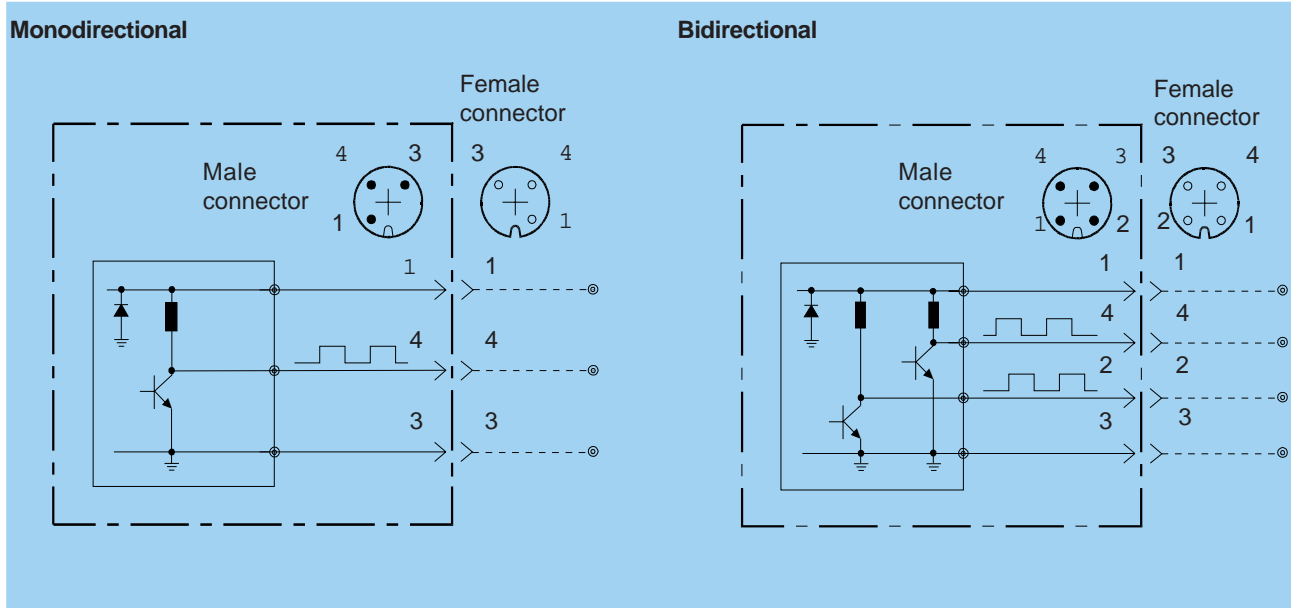 Monodirectional
Female
connector
Male
connector
4 3
1
3 4
1
1 1
4 4
3 3
Bidirectional
Female
connector
Male
connector
4 3
1 2
3 4
2 1
1 1
4 4
2 2
3 3